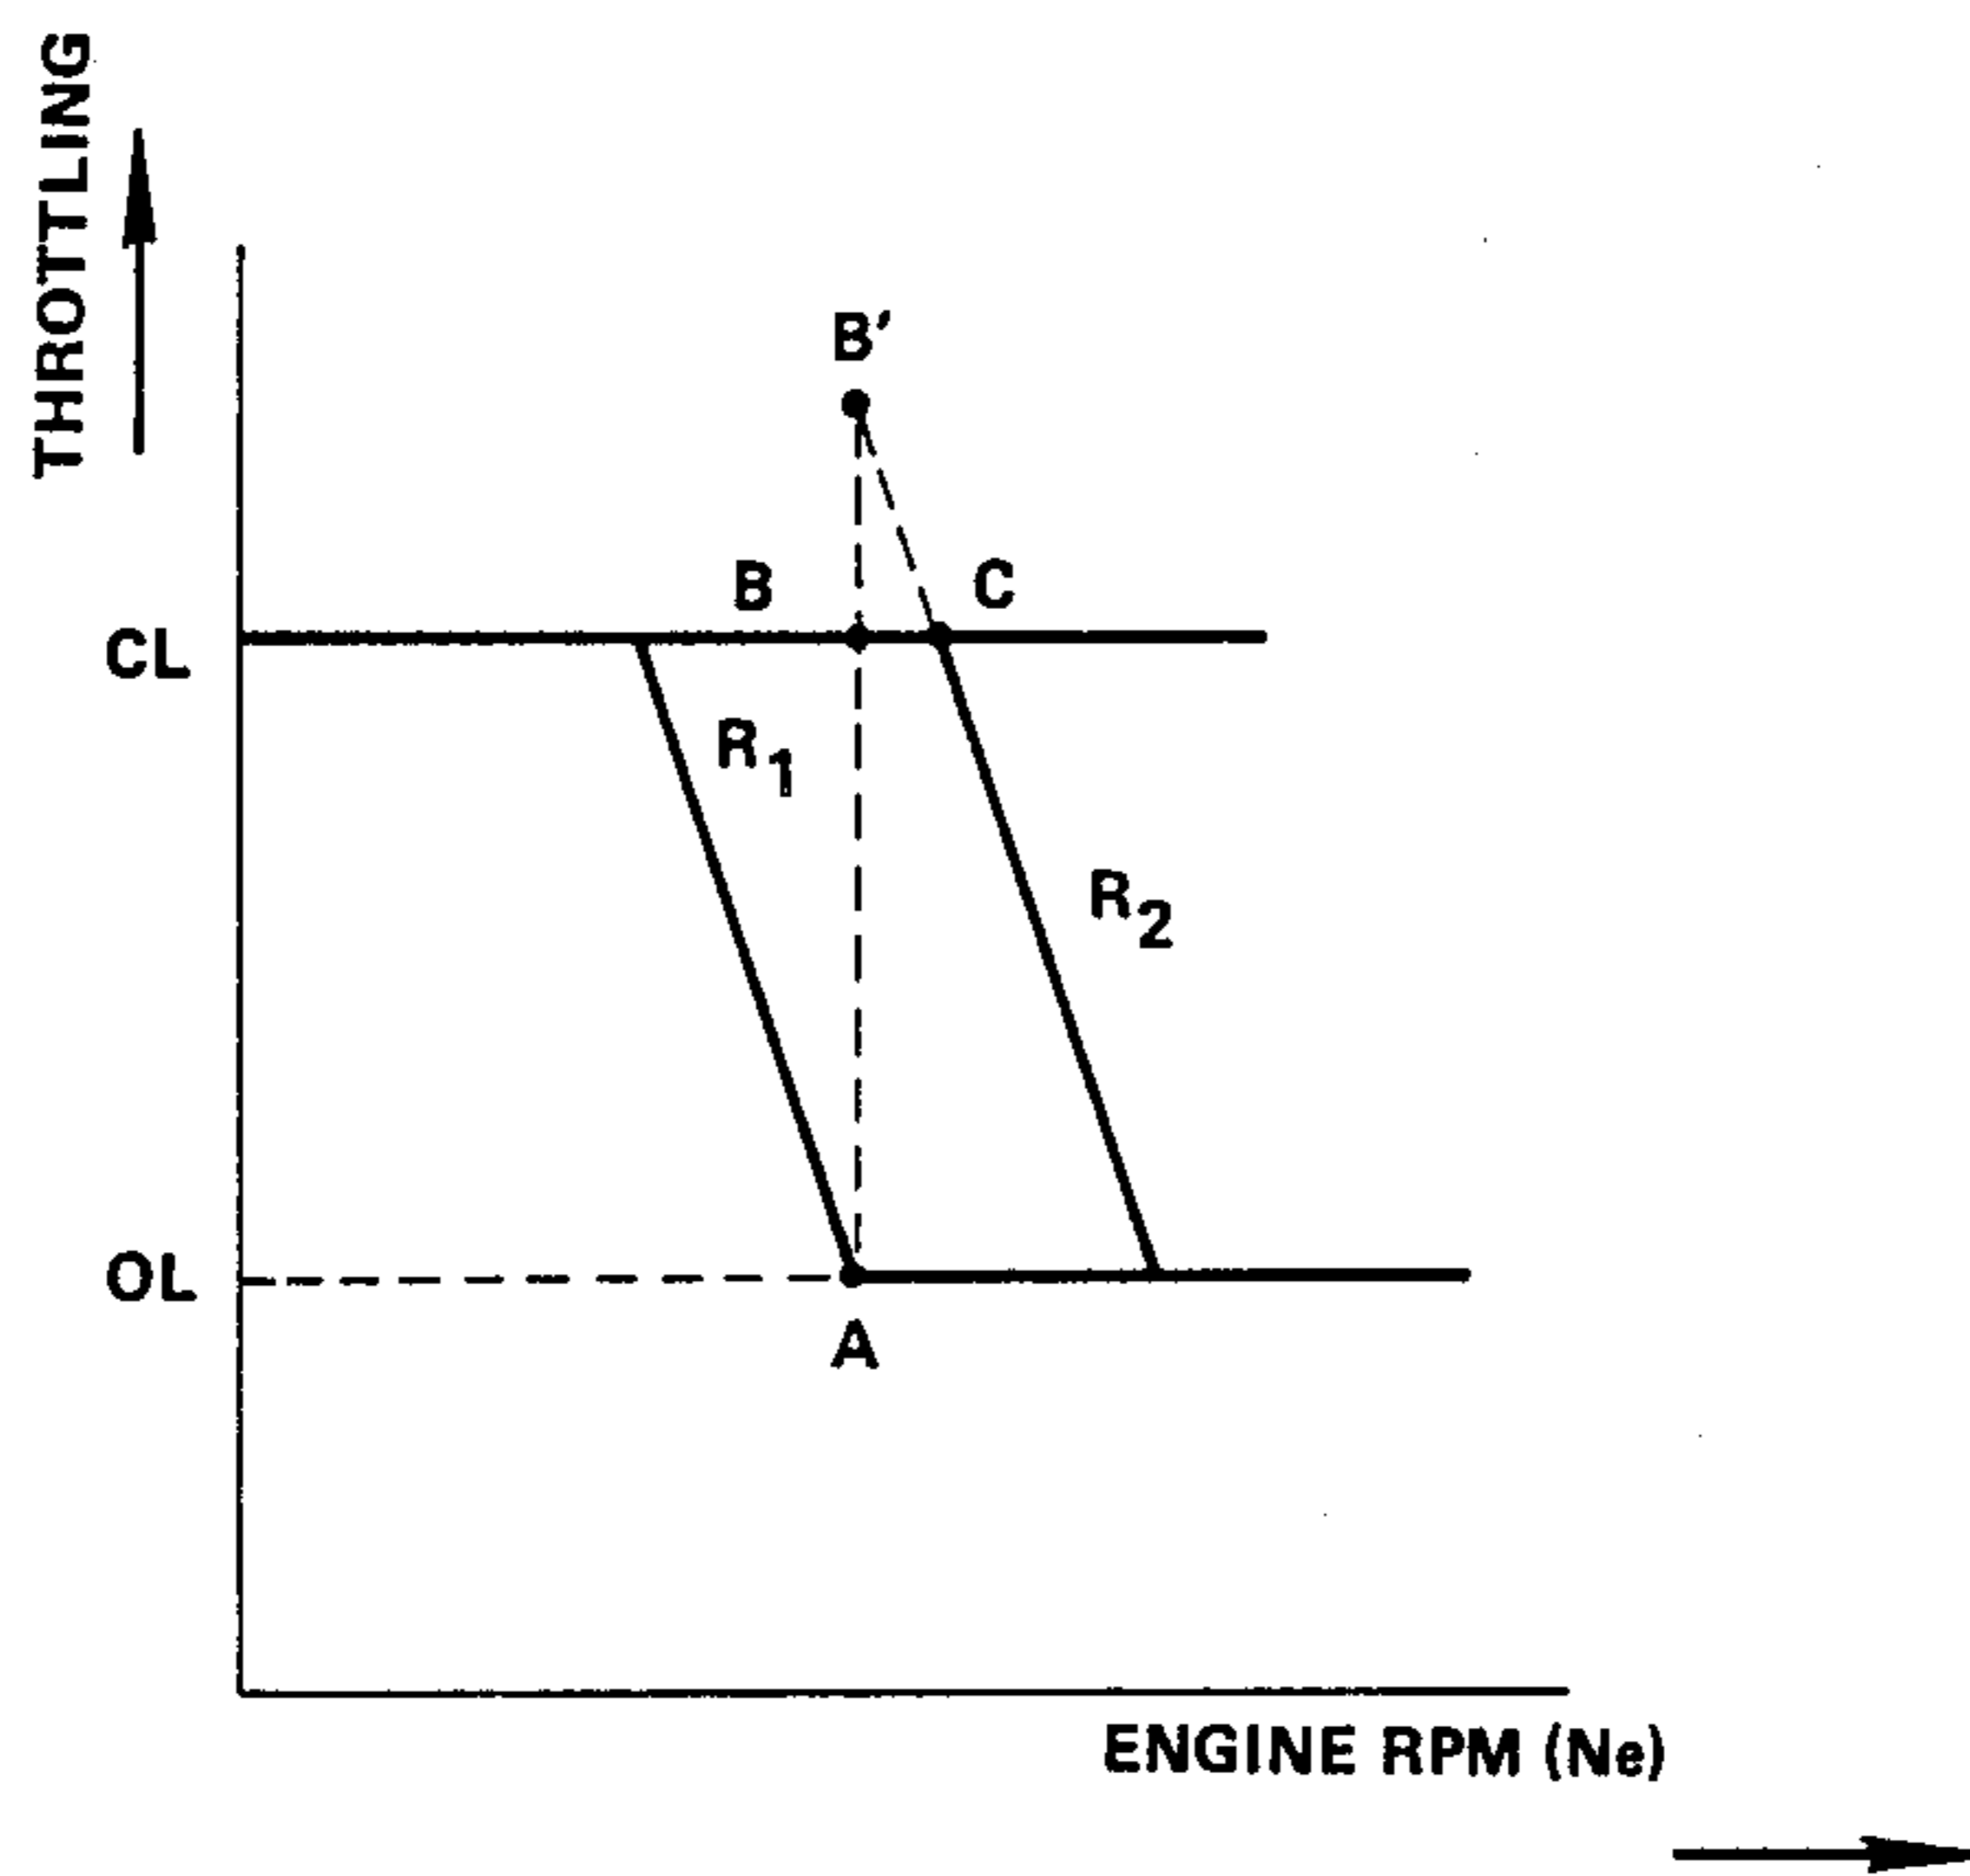 THROTTLING
B'
B
C
CL
R1
R2
OL
A
ENGINE RPM (Ne)